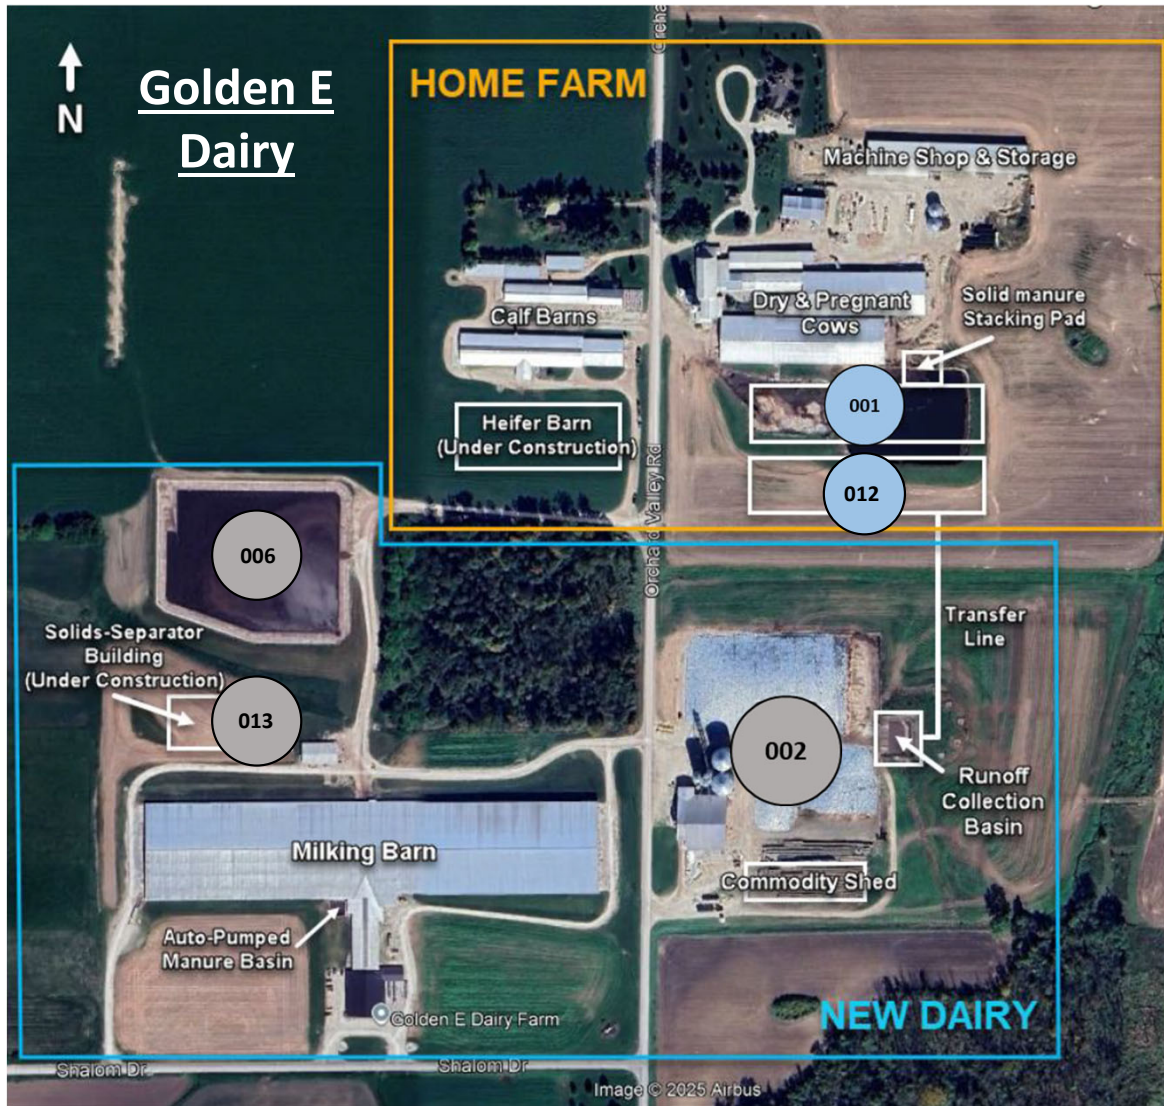 Golden E
Dairy
N
HOME FARM
Machine Shop & Storage
Dry & Pregnant
Cows
Solid manure
Stacking Pad
Calf Barns
001
Heifer Barn
(Under Construction)
012
Orchard Valley Rd
006
Solids-Separator
Building
(Under Construction)
013
Transfer
Line
002
Runoff
Collection
Basin
Milking Barn
Commodity Shed
Auto-Pumped
Manure Basin
Golden E Dairy Farm
NEW DAIRY
Shalom Dr
Shalom Dr
Image © 2025 Airbus